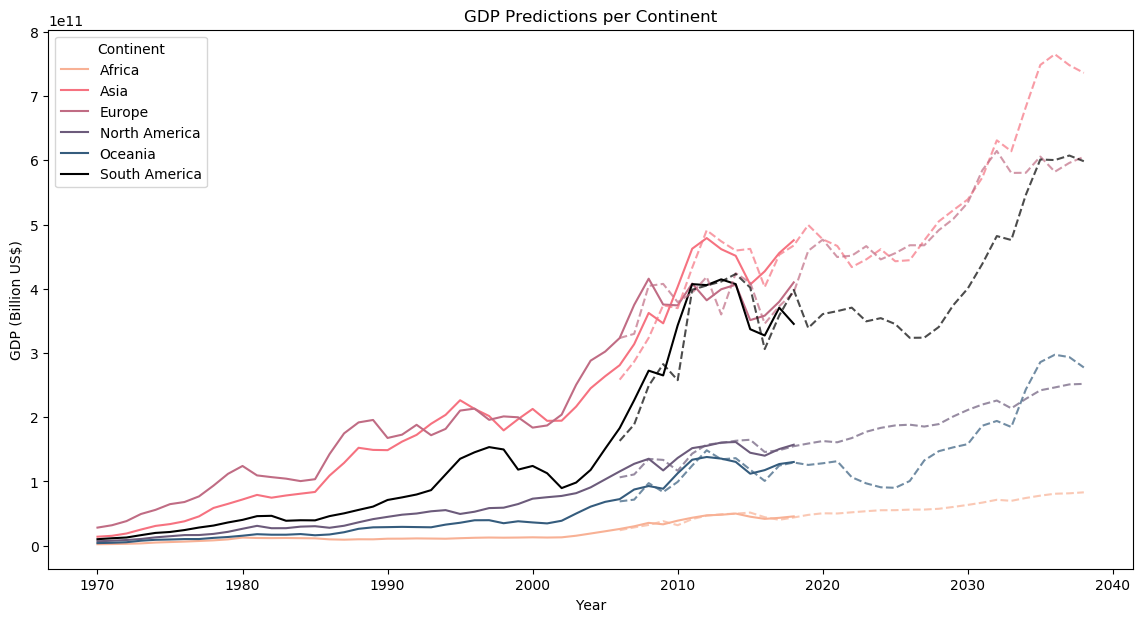 GDP Predictions per Continent
1e11
8
7
6
5
4
3
2
1
0
GDP (Billion US$)
Continent
Africa
Asia
Europe
North America
Oceania
South America
1970 1980 1990 2000 2010 2020 2030 2040
Year